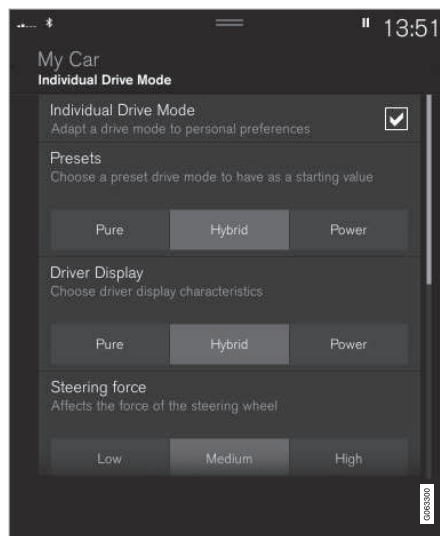 13:51
My Car
Individual Drive Mode
Individual Drive Mode
Adapt a drive mode to personal preferences
Presets
Choose a preset drive mode to have as a starting value
Pure Hybrid Power
Driver Display
Choose driver display characteristics
Pure Hybrid Power
Steering force
Affects the force of the steering wheel
Low Medium High
G063300